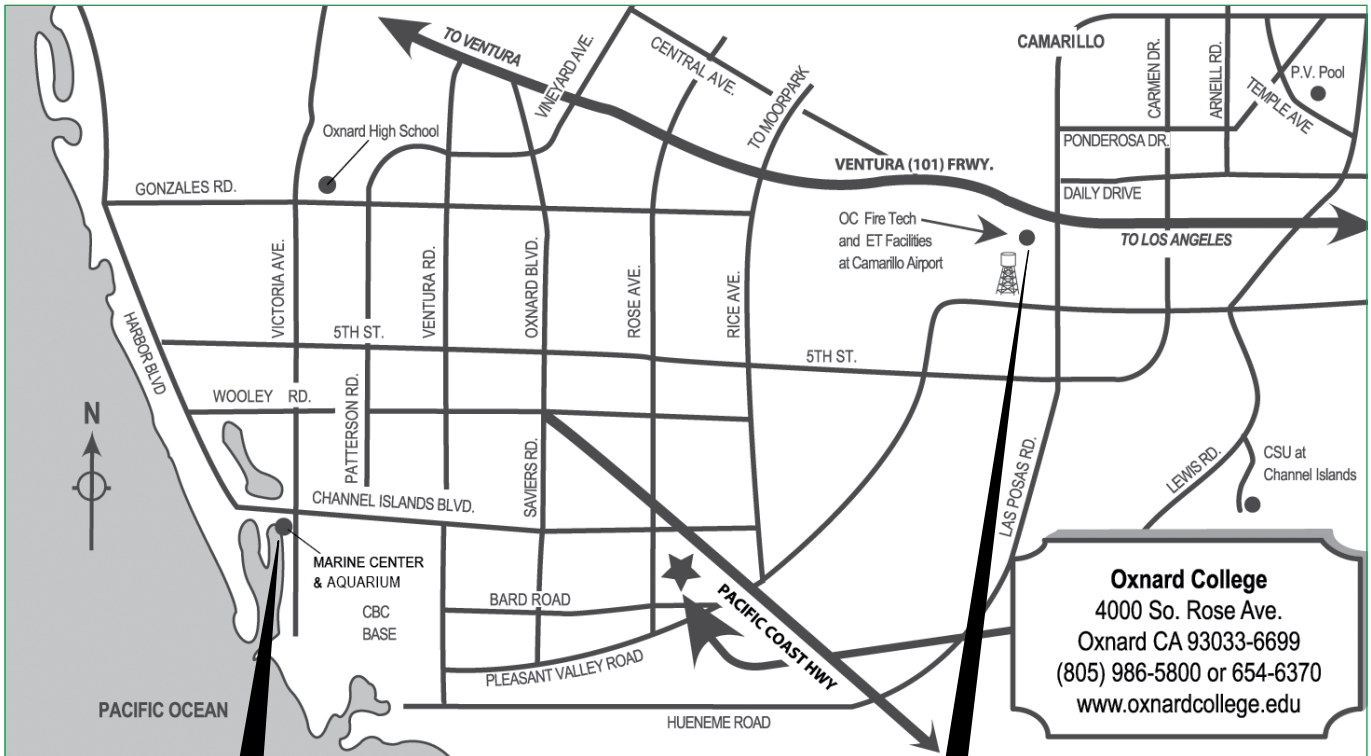 TO VENTURA
VINEYARD AVE.
CENTRAL AVE.
TO MOORPARK
CAMARILLO
CARMEN DR.
ARNEILL RD.
P.V. Pool
TEMPLE AVE
Oxnard High School
PONDEROSA DR.
VENTURA (101) FRWY.
GONZALES RD.
DAILY DRIVE
OC Fire Tech
and ET Facilities
at Camarillo Airport
TO LOS ANGELES
VICTORIA AVE.
VENTURA RD.
OXNARD BLVD.
ROSE AVE.
RICE AVE.
HARBOR BLVD
5TH ST.
5TH ST.
WOOLEY RD.
PATTERSON RD.
N
SAVIERS RD.
LAS POSAS RD.
LEWIS RD.
CSU at
Channel Islands
CHANNEL ISLANDS BLVD.
MARINE CENTER
& AQUARIUM
CBC
BASE
BARD ROAD
PACIFIC COAST HWY
PLEASANT VALLEY ROAD
HUENEME ROAD
PACIFIC OCEAN
Oxnard College
4000 So. Rose Ave.
Oxnard CA 93033-6699
(805) 986-5800 or 654-6370
www.oxnardcollege.edu